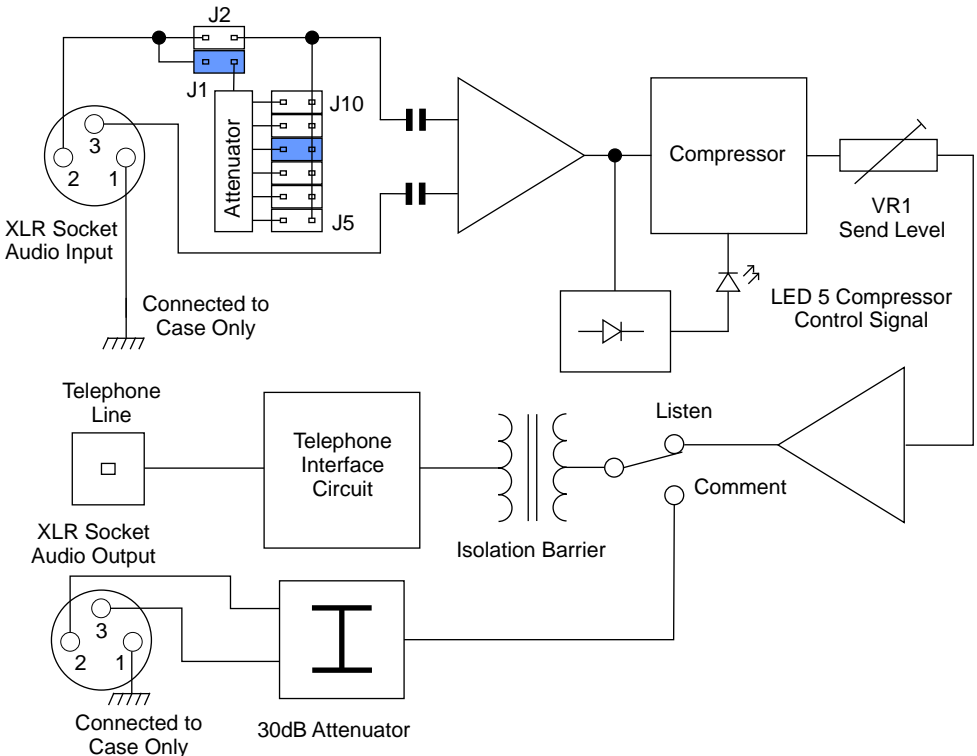 J2
J1
J10
Attenuator
J5
3
2
1
XLR Socket
Audio Input
Connected to
Case Only
Compressor
VR1
Send Level
LED 5 Compressor
Control Signal
Telephone
Line
Telephone
Interface
Circuit
Listen
Comment
Isolation Barrier
XLR Socket
Audio Output
3
2
1
Connected to
Case Only
30dB Attenuator